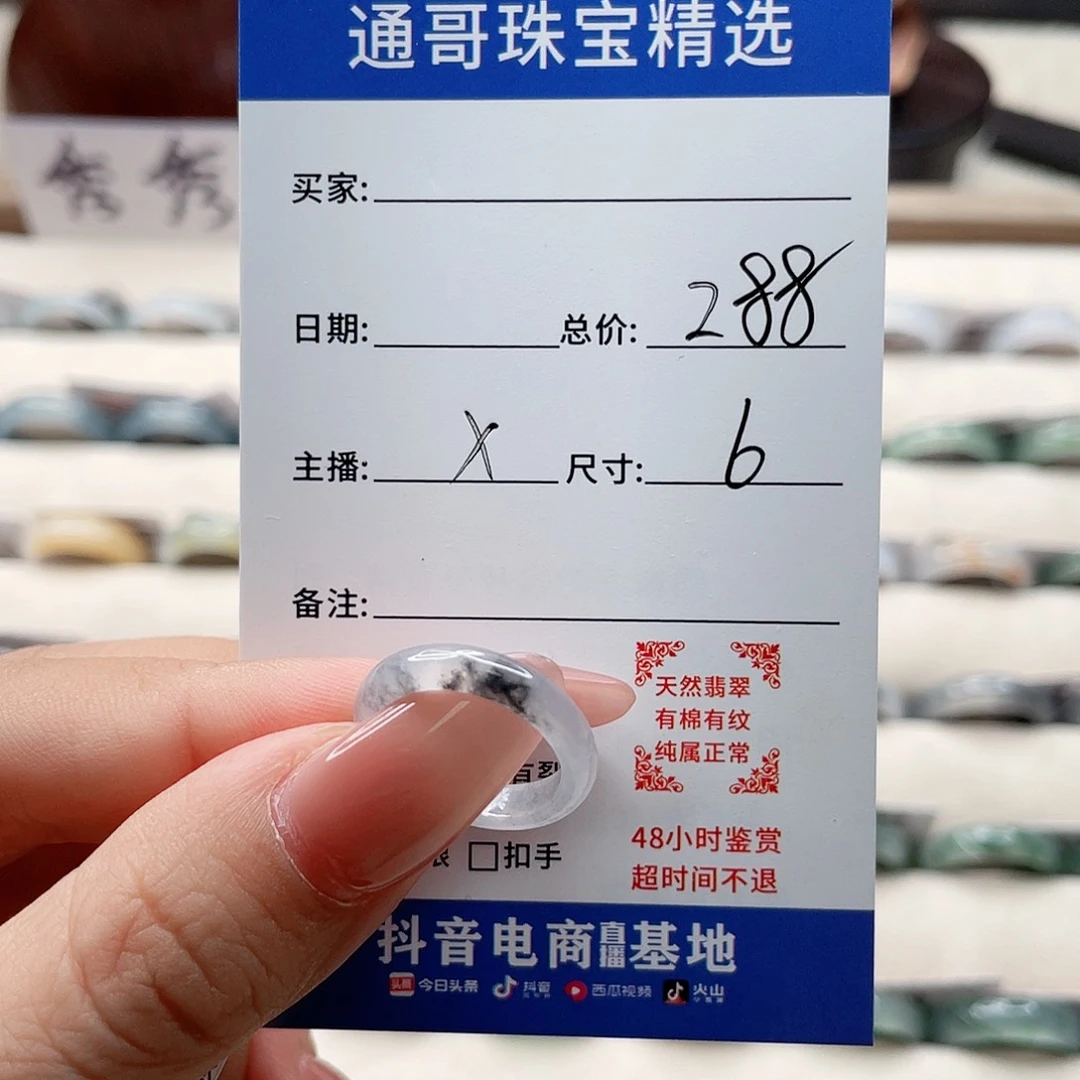 通哥珠宝精选
买家:
日期: 总价: 288
主播: X 尺寸: 6
备注:
天然翡翠
有棉有纹
纯属正常
有裂
48小时鉴赏
超时间不退
□扣手
抖音电商直播基地
今日头条 抖音 西瓜视频 火山